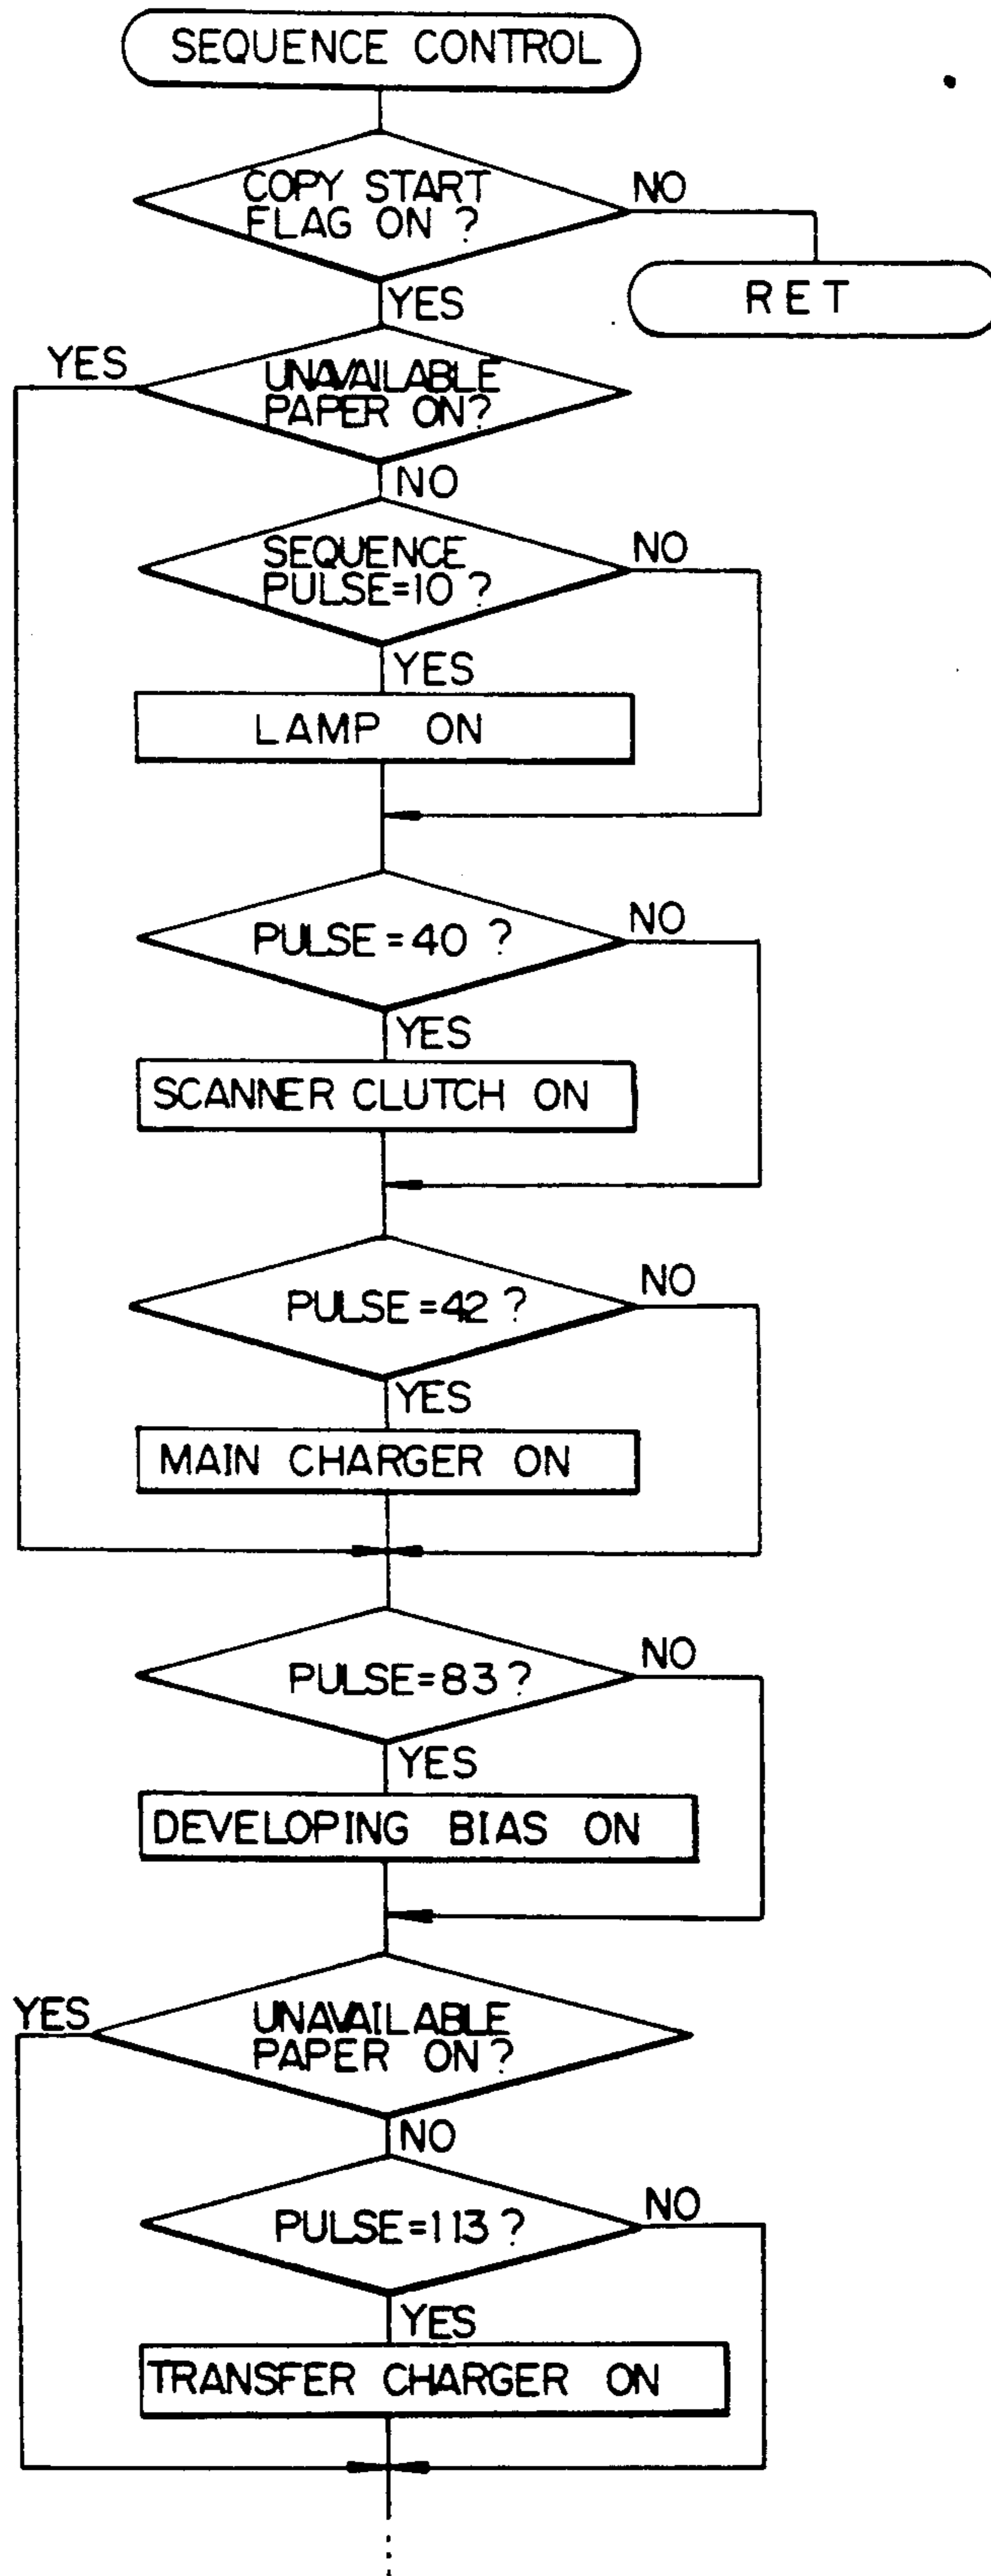 SEQUENCE CONTROL
COPY START
FLAG ON ?
NO
RET
YES
YES
UNAVAILABLE
PAPER ON?
NO
SEQUENCE
PULSE=10 ?
NO
YES
LAMP ON
PULSE=40 ?
NO
YES
SCANNER CLUTCH ON
PULSE=42 ?
NO
YES
MAIN CHARGER ON
PULSE=83 ?
NO
YES
DEVELOPING BIAS ON
YES
UNAVAILABLE
PAPER ON?
NO
PULSE=113 ?
NO
YES
TRANSFER CHARGER ON